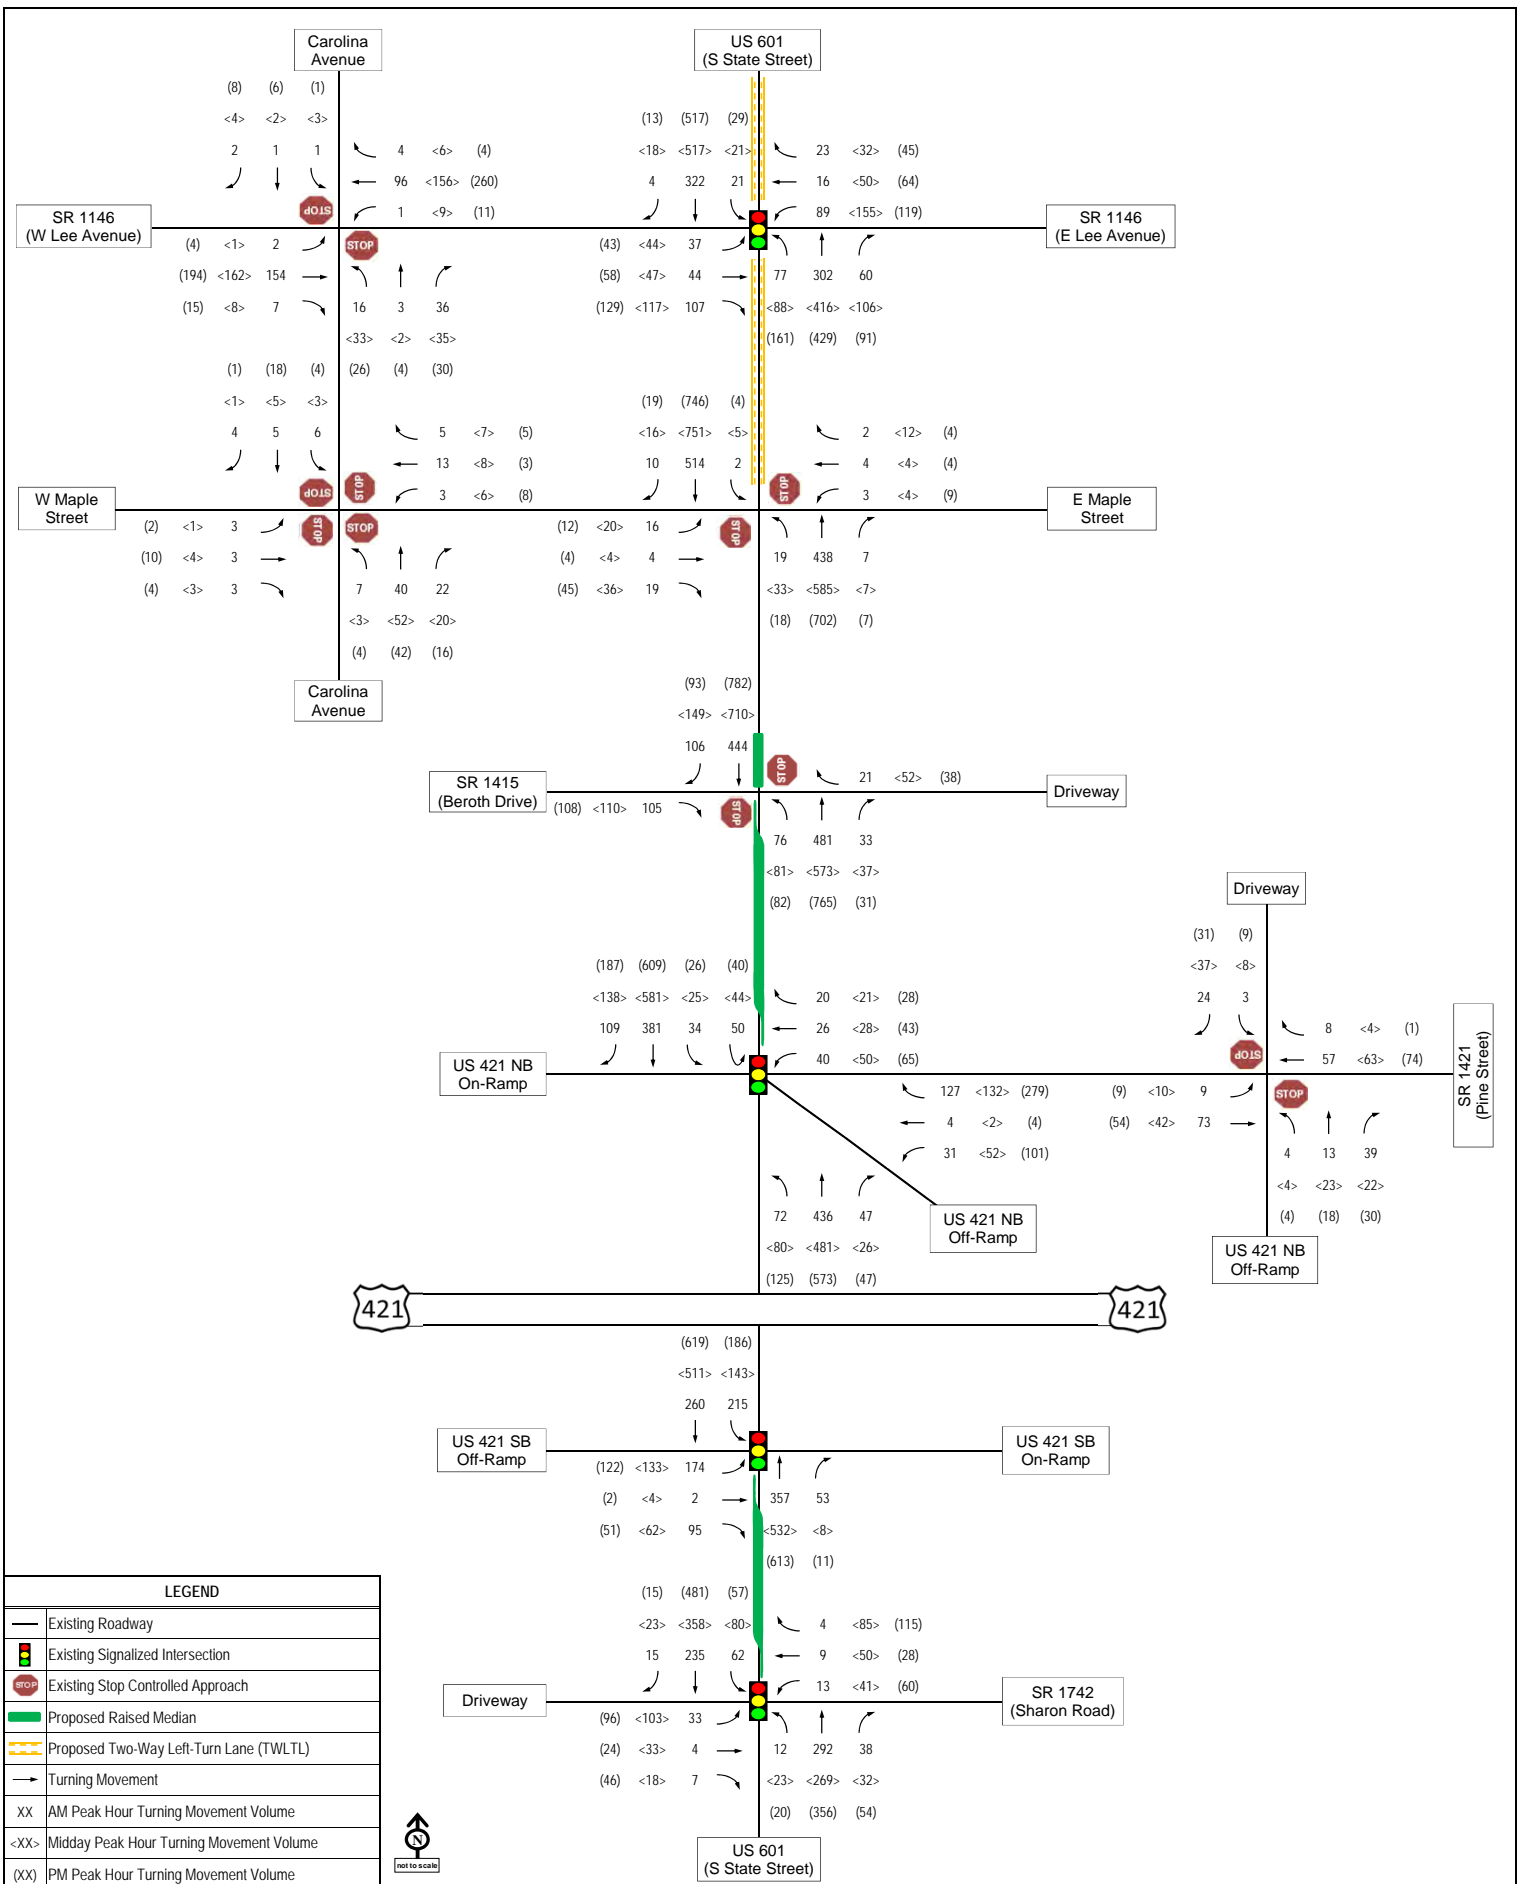 Carolina
Avenue
US 601
(S State Street)
(8) (6) (1)
<4> <2> <3>
2 1 1
4 <6> (4)
96 <156> (260)
1 <9> (11)
(13) (517) (29)
<18> <517> <21>
4 322 21
23 <32> (45)
16 <50> (64)
89 <155> (119)
SR 1146
(W Lee Avenue)
STOP
STOP
SR 1146
(E Lee Avenue)
(4) <1> 2
(194) <162> 154
(15) <8> 7
16 3 36
<33> <2> <35>
(26) (4) (30)
(43) <44> 37
(58) <47> 44
(129) <117> 107
77 302 60
<88> <416> <106>
(161) (429) (91)
(1) (18) (4)
<1> <5> <3>
4 5 6
5 <7> (5)
13 <8> (3)
3 <6> (8)
(19) (746) (4)
<16> <751> <5>
10 514 2
2 <12> (4)
4 <4> (4)
3 <4> (9)
W Maple
Street
STOP
STOP
STOP
STOP
STOP
STOP
E Maple
Street
(2) <1> 3
(10) <4> 3
(4) <3> 3
7 40 22
<3> <52> <20>
(4) (42) (16)
(12) <20> 16
(4) <4> 4
(45) <36> 19
19 438 7
<33> <585> <7>
(18) (702) (7)
Carolina
Avenue
(93) (782)
<149> <710>
106 444
STOP
21 <52> (38)
SR 1415
(Beroth Drive)
Driveway
(108) <110> 105
STOP
76 481 33
<81> <573> <37>
(82) (765) (31)
Driveway
(187) (609) (26) (40)
<138> <581> <25> <44>
109 381 34 50
20 <21> (28)
26 <28> (43)
40 <50> (65)
(31) (9)
<37> <8>
24 3
8 <4> (1)
57 <63> (74)
US 421 NB
On-Ramp
STOP
STOP
SR 1421
(Pine Street)
127 <132> (279)
4 <2> (4)
31 <52> (101)
(9) <10> 9
(54) <42> 73
4 13 39
<4> <23> <22>
(4) (18) (30)
72 436 47
<80> <481> <26>
(125) (573) (47)
US 421 NB
Off-Ramp
US 421 NB
Off-Ramp
421
421
(619) (186)
<511> <143>
260 215
US 421 SB
Off-Ramp
US 421 SB
On-Ramp
(122) <133> 174
(2) <4> 2
(51) <62> 95
357 53
<532> <8>
(613) (11)
(15) (481) (57)
<23> <358> <80>
15 235 62
4 <85> (115)
9 <50> (28)
13 <41> (60)
Driveway
SR 1742
(Sharon Road)
(96) <103> 33
(24) <33> 4
(46) <18> 7
12 292 38
<23> <269> <32>
(20) (356) (54)
US 601
(S State Street)
LEGEND
Existing Roadway
Existing Signalized Intersection
STOP Existing Stop Controlled Approach
Proposed Raised Median
Proposed Two-Way Left-Turn Lane (TWLTL)
Turning Movement
XX AM Peak Hour Turning Movement Volume
<XX> Midday Peak Hour Turning Movement Volume
(XX) PM Peak Hour Turning Movement Volume
N
not to scale